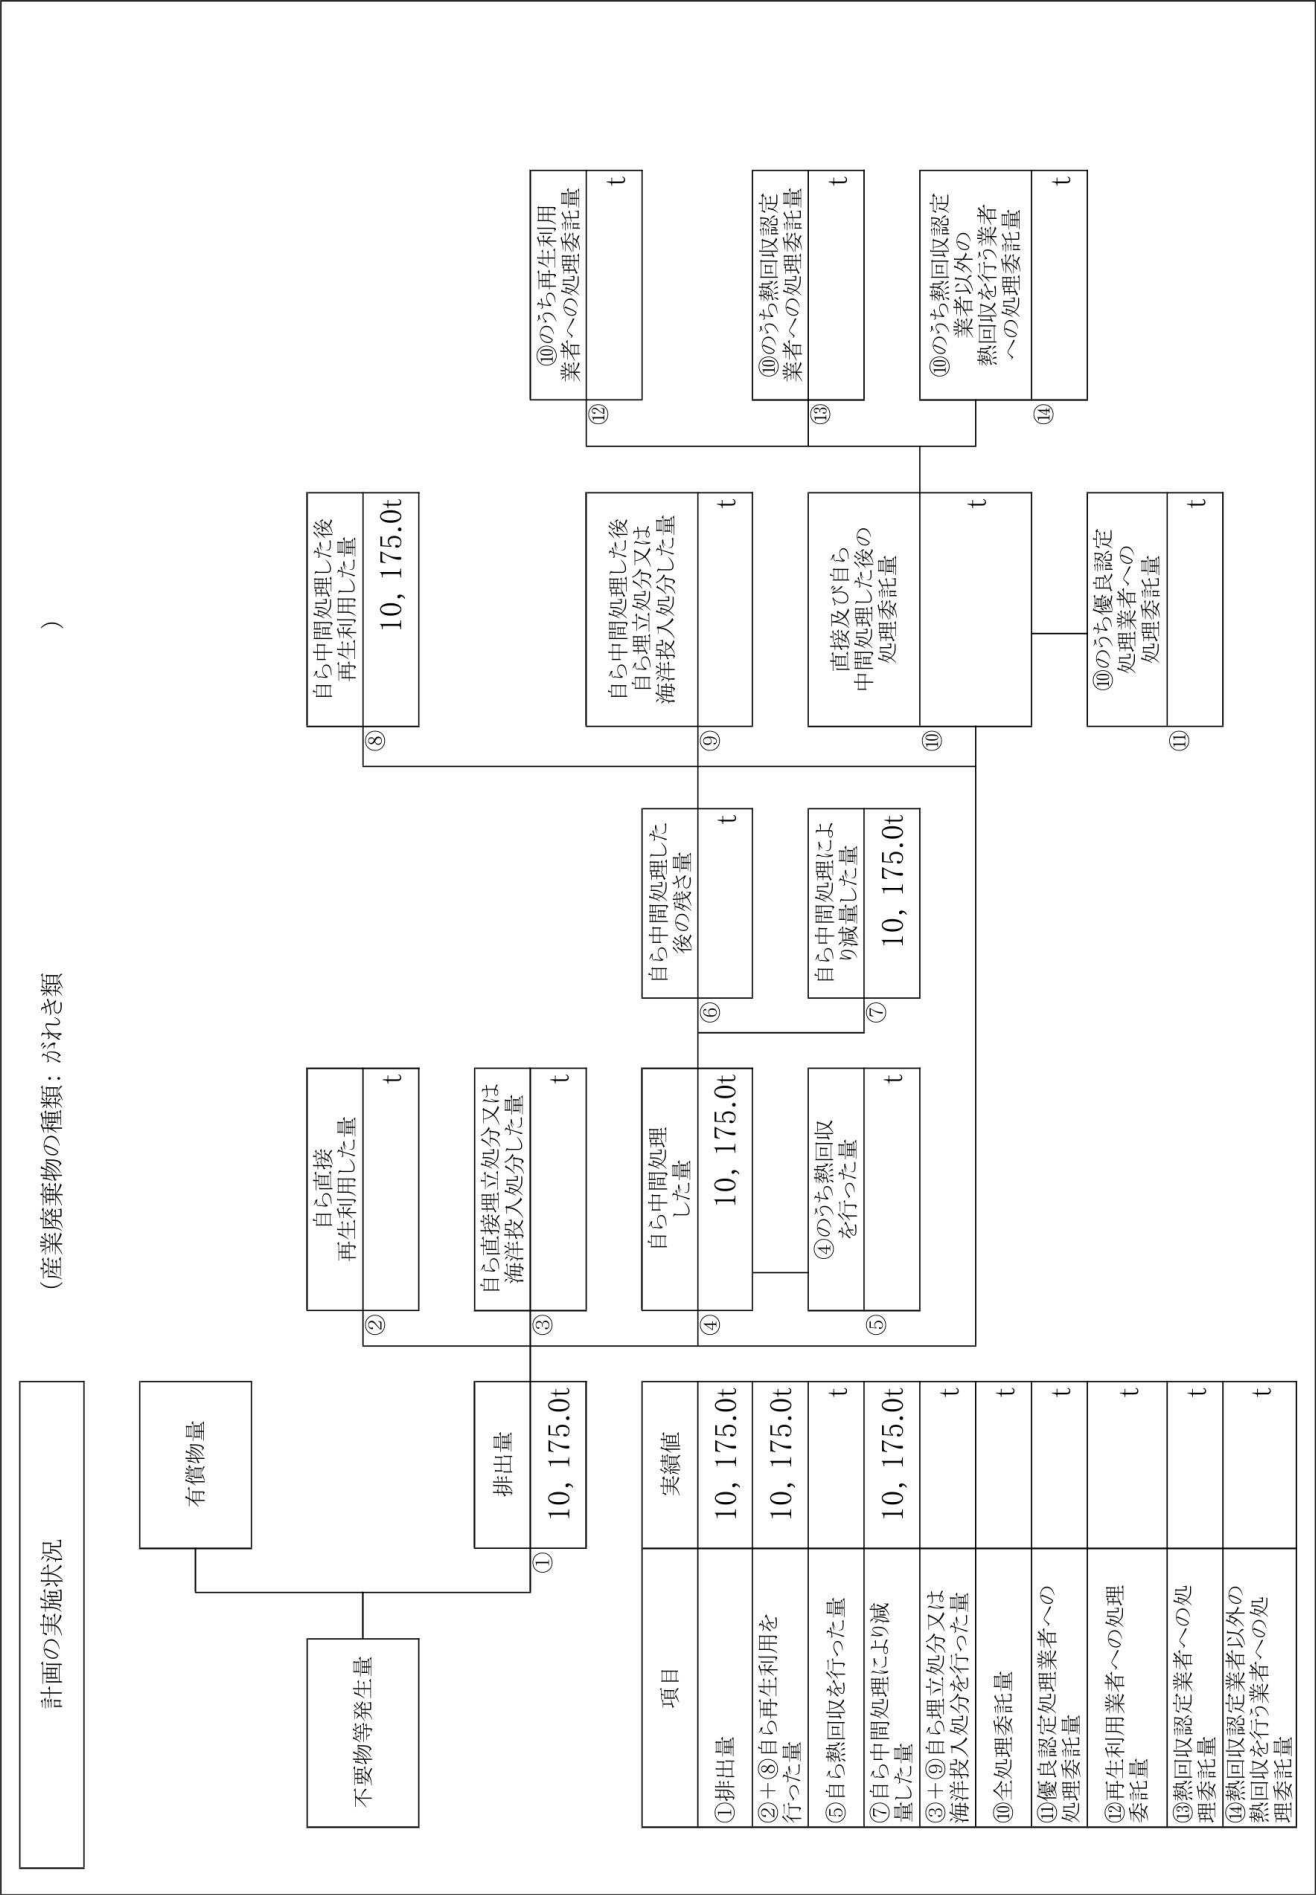 計画の実施状況
（産業廃棄物の種類：がれき類　　　　　）
不要物等発生量
有償物量
①
排出量
10,175.0t
②
自ら直接
再生利用した量
t
③
自ら直接埋立処分又は
海洋投入処分した量
t
④
自ら中間処理
した量
10,175.0t
⑤
④のうち熱回収
を行った量
t
⑥
自ら中間処理した
後の残さ量
t
⑦
自ら中間処理によ
り減量した量
10,175.0t
⑧
自ら中間処理した後
再生利用した量
10,175.0t
⑨
自ら中間処理した後
自ら埋立処分又は
海洋投入処分した量
t
⑩
直接及び自ら
中間処理した後の
処理委託量
t
⑪
⑩のうち優良認定
処理業者への
処理委託量
t
⑫
⑩のうち再生利用
業者への処理委託量
t
⑬
⑩のうち熱回収認定
業者への処理委託量
t
⑭
⑩のうち熱回収認定
業者以外の
熱回収を行う業者
への処理委託量
t
項目
実績値
①排出量
10,175.0t
②＋⑧自ら再生利用を
行った量
10,175.0t
⑤自ら熱回収を行った量
t
⑦自ら中間処理により減
量した量
10,175.0t
③＋⑨自ら埋立処分又は
海洋投入処分を行った量
t
⑩全処理委託量
t
⑪優良認定処理業者への
処理委託量
t
⑫再生利用業者への処理
委託量
t
⑬熱回収認定業者への処
理委託量
t
⑭熱回収認定業者以外の
熱回収を行う業者への処
理委託量
t